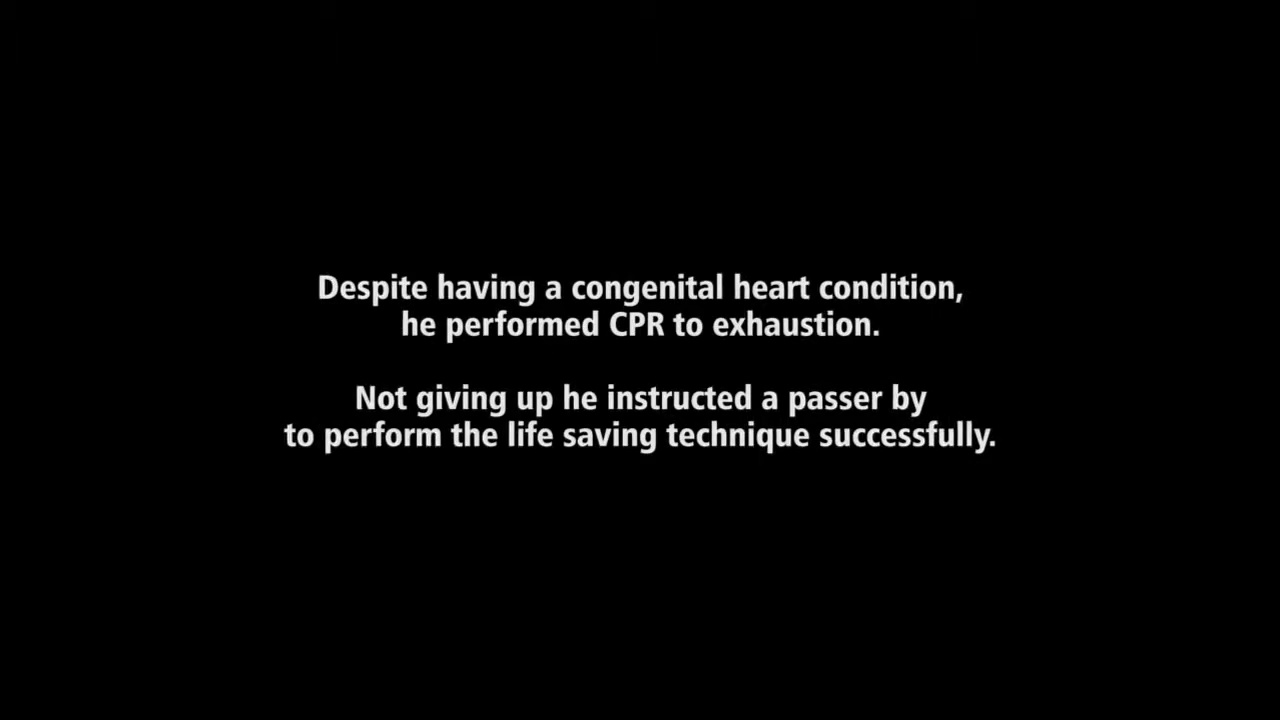 Despite having a congenital heart condition,
he performed CPR to exhaustion.
Not giving up he instructed a passer by
to perform the life saving technique successfully.